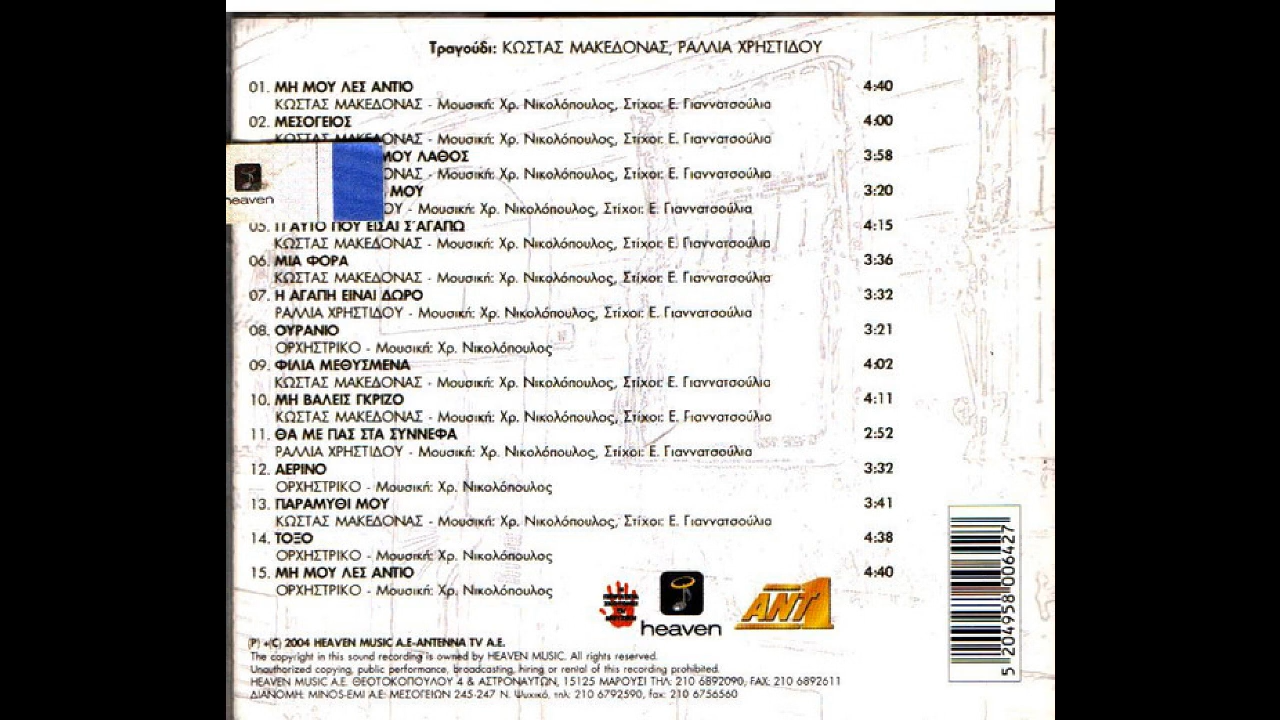 Τραγούδι: ΚΩΣΤΑΣ ΜΑΚΕΔΟΝΑΣ, ΡΑΛΛΙΑ ΧΡΗΣΤΙΔΟΥ
01. ΜΗ ΜΟΥ ΛΕΣ ΑΝΤΙΟ 4:40
ΚΩΣΤΑΣ ΜΑΚΕΔΟΝΑΣ - Μουσική: Χρ. Νικολόπουλος, Στίχοι: Ε. Γιαννατσούλια
02. ΜΕΣΟΓΕΙΟΣ 4:00
ΚΩΣΤΑΣ ΜΑΚΕΔΟΝΑΣ - Μουσική: Χρ. Νικολόπουλος, Στίχοι: Ε. Γιαννατσούλια
ΜΟΥ ΛΑΘΟΣ 3:58
ΟΝΑΣ - Μουσική: Χρ. Νικολόπουλος, Στίχοι: Ε. Γιαννατσούλια
ΜΟΥ 3:20
ΟΥ - Μουσική: Χρ. Νικολόπουλος, Στίχοι: Ε. Γιαννατσούλια
heaven
05. ΓΙ ΑΥΤΟ ΠΟΥ ΕΙΣΑΙ Σ'ΑΓΑΠΩ 4:15
ΚΩΣΤΑΣ ΜΑΚΕΔΟΝΑΣ - Μουσική: Χρ. Νικολόπουλος, Στίχοι: Ε. Γιαννατσούλια
06. ΜΙΑ ΦΟΡΑ 3:36
ΚΩΣΤΑΣ ΜΑΚΕΔΟΝΑΣ - Μουσική: Χρ. Νικολόπουλος, Στίχοι: Ε. Γιαννατσούλια
07. Η ΑΓΑΠΗ ΕΙΝΑΙ ΔΩΡΟ 3:32
ΡΑΛΛΙΑ ΧΡΗΣΤΙΔΟΥ - Μουσική: Χρ. Νικολόπουλος, Στίχοι: Ε. Γιαννατσούλια
08. ΟΥΡΑΝΙΟ 3:21
ΟΡΧΗΣΤΡΙΚΟ - Μουσική: Χρ. Νικολόπουλος
09. ΦΙΛΙΑ ΜΕΘΥΣΜΕΝΑ 4:02
ΚΩΣΤΑΣ ΜΑΚΕΔΟΝΑΣ - Μουσική: Χρ. Νικολόπουλος, Στίχοι: Ε. Γιαννατσούλια
10. ΜΗ ΒΑΛΕΙΣ ΓΚΡΙΖΟ 4:11
ΚΩΣΤΑΣ ΜΑΚΕΔΟΝΑΣ - Μουσική: Χρ. Νικολόπουλος, Στίχοι: Ε. Γιαννατσούλια
11. ΘΑ ΜΕ ΠΑΣ ΣΤΑ ΣΥΝΝΕΦΑ 2:52
ΡΑΛΛΙΑ ΧΡΗΣΤΙΔΟΥ - Μουσική: Χρ. Νικολόπουλος, Στίχοι: Ε. Γιαννατσούλια
12. ΑΕΡΙΝΟ 3:32
ΟΡΧΗΣΤΡΙΚΟ - Μουσική: Χρ. Νικολόπουλος
13. ΠΑΡΑΜΥΘΙ ΜΟΥ 3:41
ΚΩΣΤΑΣ ΜΑΚΕΔΟΝΑΣ - Μουσική: Χρ. Νικολόπουλος, Στίχοι: Ε. Γιαννατσούλια
14. ΤΟΞΟ 4:38
ΟΡΧΗΣΤΡΙΚΟ - Μουσική: Χρ. Νικολόπουλος
15. ΜΗ ΜΟΥ ΛΕΣ ΑΝΤΙΟ 4:40
ΟΡΧΗΣΤΡΙΚΟ - Μουσική: Χρ. Νικολόπουλος
heaven
ANT1
5 204958 006427
(P) +(C) 2004 HEAVEN MUSIC A.E-ANTENNA TV A.E.
The copyright in this sound recording is owned by HEAVEN MUSIC. All rights reserved.
Unauthorized copying, public performance, broadcasting, hiring or rental of this recording prohibited.
HEAVEN MUSIC A.E. ΘΕΟΤΟΚΟΠΟΥΛΟΥ 4 & ΑΣΤΡΟΝΑΥΤΩΝ, 15125 ΜΑΡΟΥΣΙ ΤΗΛ: 210 6892090, FAX: 210 6892611
ΔΙΑΝΟΜΗ: MINOS-EMI A.E: ΜΕΣΟΓΕΙΩΝ 245-247 Ν. Ψυχικό, τηλ: 210 6792590, fax: 210 6756560